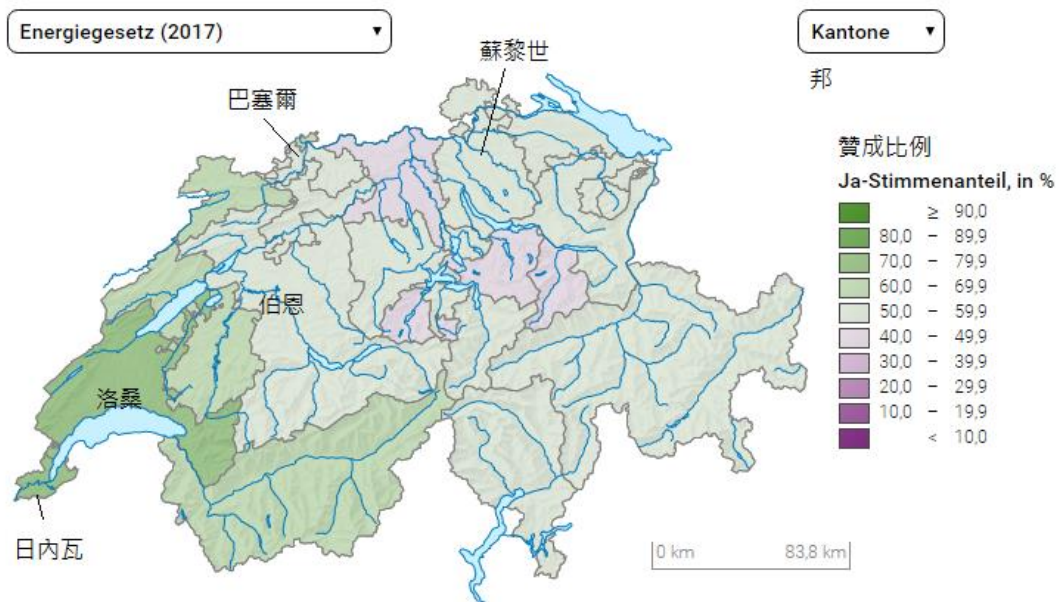 Energiegesetz (2017)
Kantone
邦
蘇黎世
巴塞爾
伯恩
洛桑
日內瓦
贊成比例
Ja-Stimmenanteil, in %
≥ 90,0
80,0 – 89,9
70,0 – 79,9
60,0 – 69,9
50,0 – 59,9
40,0 – 49,9
30,0 – 39,9
20,0 – 29,9
10,0 – 19,9
< 10,0
0 km 83,8 km